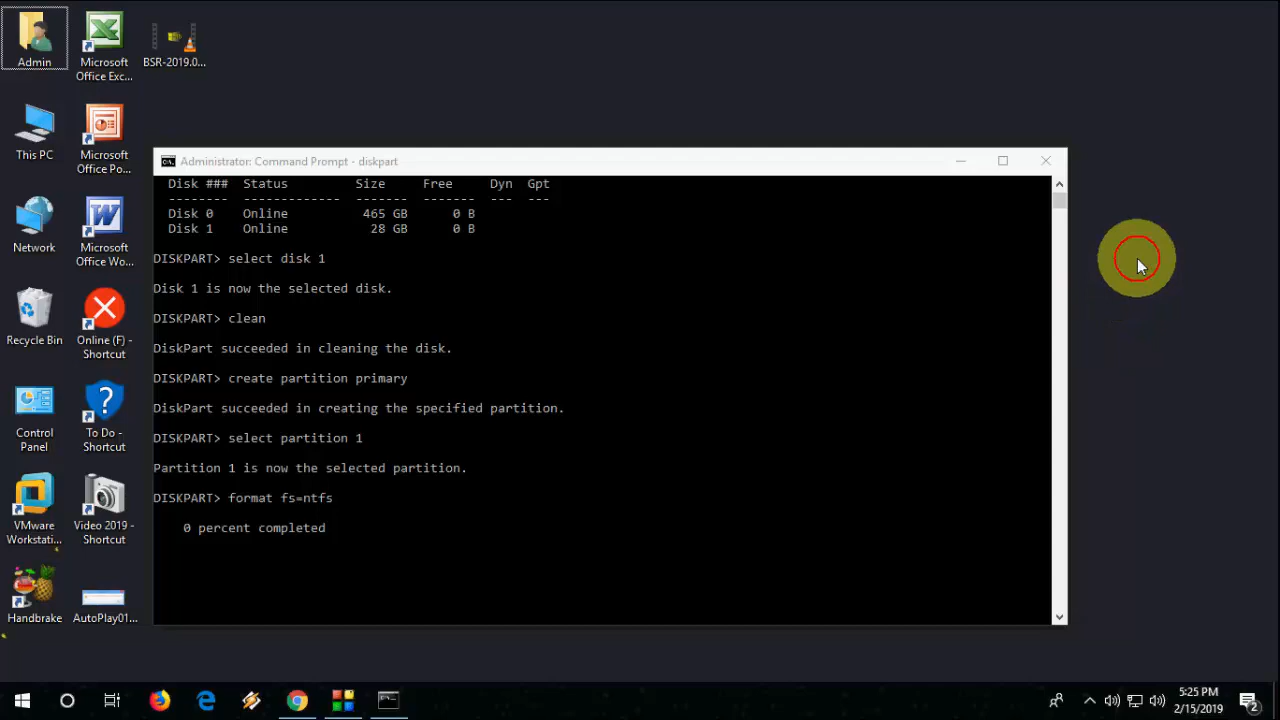 Admin
Microsoft
Office Exc...
BSR-2019.0...
This PC
Microsoft
Office Po...
Network
Microsoft
Office Wo...
Recycle Bin
Online (F) -
Shortcut
Control
Panel
To Do -
Shortcut
VMware
Workstati...
Video 2019 -
Shortcut
Handbrake
AutoPlay01...
Administrator: Command Prompt - diskpart
Disk ### Status Size Free Dyn Gpt
-------- ------------- ------- ------- --- ---
Disk 0 Online 465 GB 0 B
Disk 1 Online 28 GB 0 B
DISKPART> select disk 1
Disk 1 is now the selected disk.
DISKPART> clean
DiskPart succeeded in cleaning the disk.
DISKPART> create partition primary
DiskPart succeeded in creating the specified partition.
DISKPART> select partition 1
Partition 1 is now the selected partition.
DISKPART> format fs=ntfs
0 percent completed
5:25 PM
2/15/2019
2